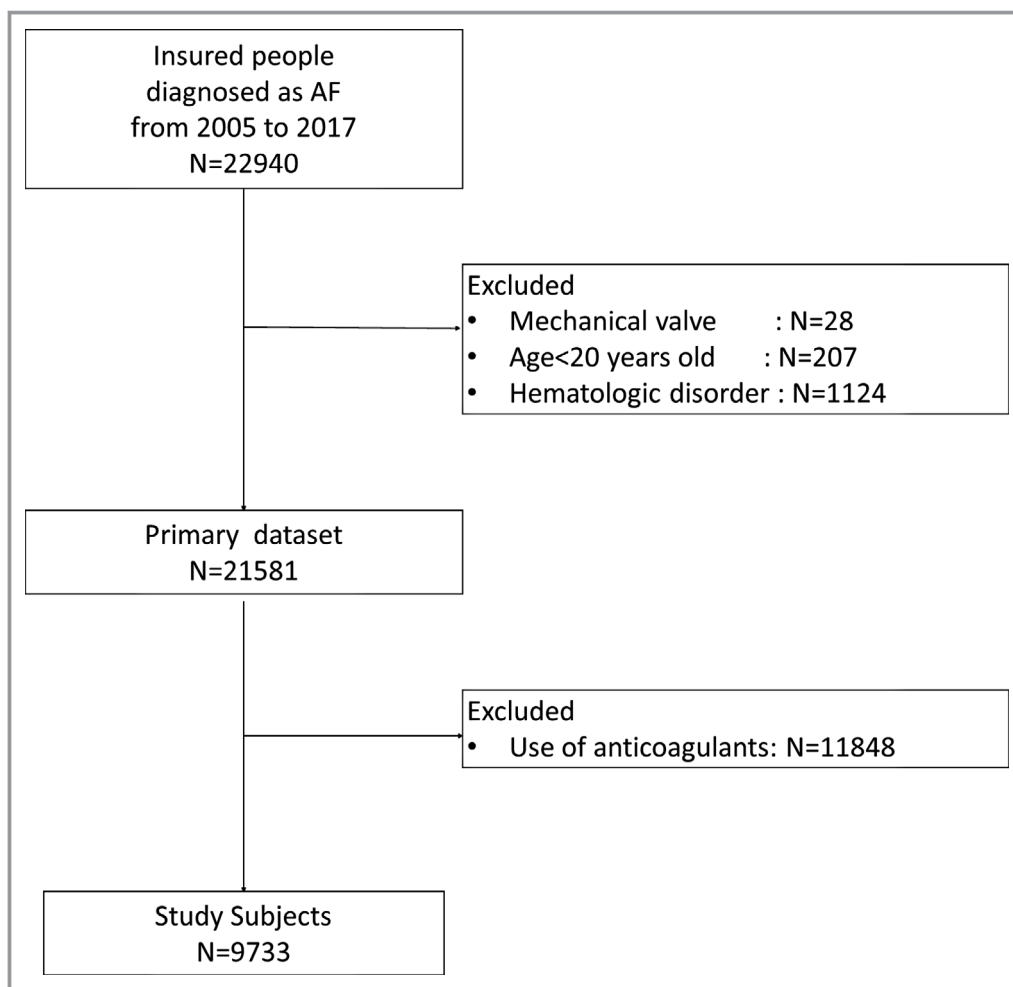 Insured people
diagnosed as AF
from 2005 to 2017
N=22940
Excluded
• Mechanical valve : N=28
• Age<20 years old : N=207
• Hematologic disorder : N=1124
Primary dataset
N=21581
Excluded
• Use of anticoagulants: N=11848
Study Subjects
N=9733